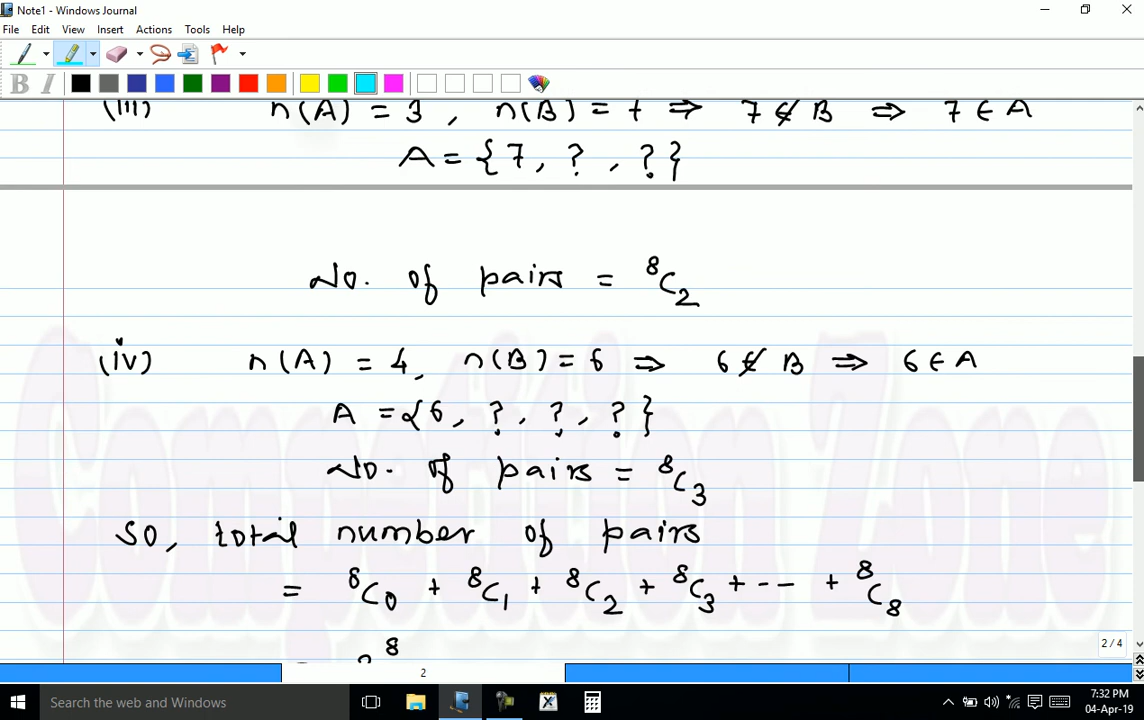 Note1 - Windows Journal
File Edit View Insert Actions Tools Help
B I
(iii) n(A) = 3, n(B) = 7 ⇒ 7 ∉ B ⇒ 7 ∈ A
A = {7, ?, ?}
No. of pairs = ⁸C₂
(iv) n(A) = 4, n(B) = 6 ⇒ 6 ∉ B ⇒ 6 ∈ A
A = {6, ?, ?, ?}
No. of pairs = ⁸C₃
So, total number of pairs
= ⁸C₀ + ⁸C₁ + ⁸C₂ + ⁸C₃ + --- + ⁸C₈
Competition Zone
2 / 4
2
Search the web and Windows
7:32 PM
04-Apr-19